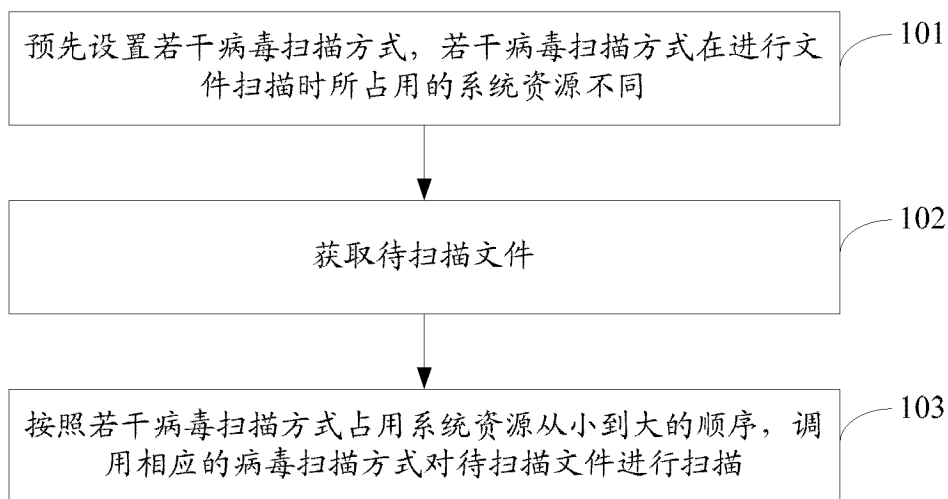 预先设置若干病毒扫描方式，若干病毒扫描方式在进行文
件扫描时所占用的系统资源不同
101
获取待扫描文件
102
按照若干病毒扫描方式占用系统资源从小到大的顺序，调
用相应的病毒扫描方式对待扫描文件进行扫描
103